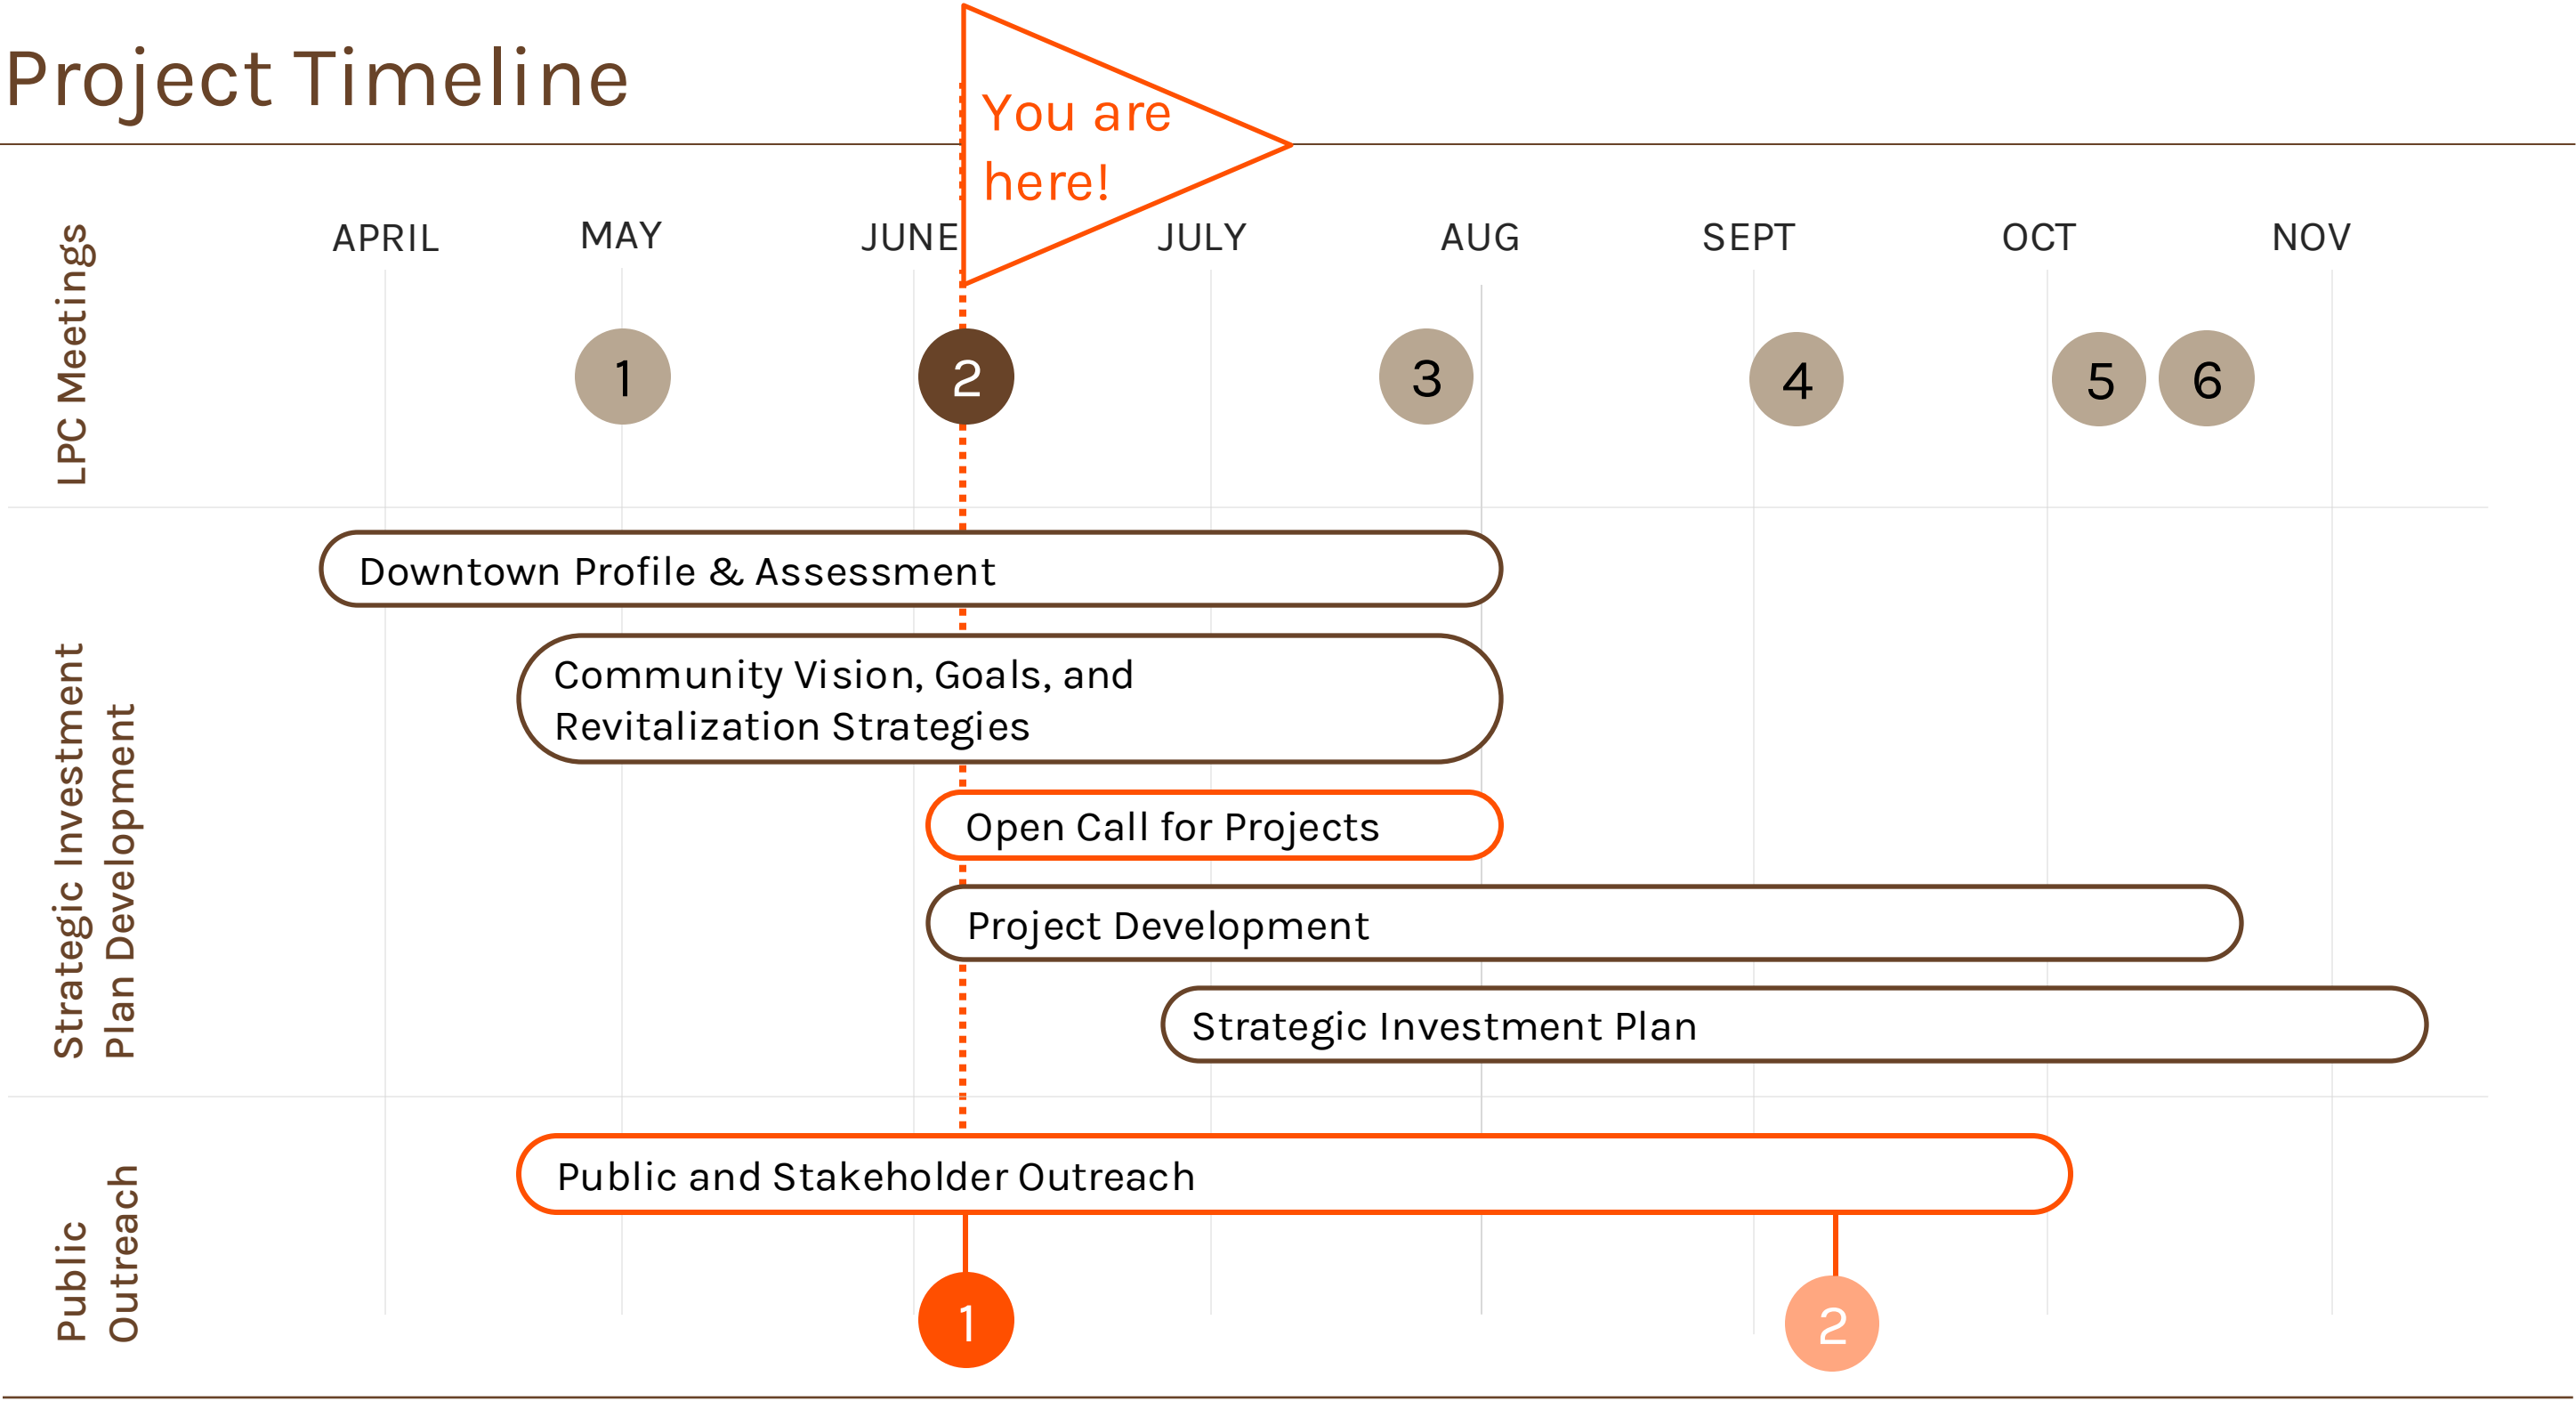 Project Timeline
You are
here!
APRIL
MAY
JUNE
JULY
AUG
SEPT
OCT
NOV
LPC Meetings
1
2
3
4
5
6
Strategic Investment
Plan Development
Downtown Profile & Assessment
Community Vision, Goals, and
Revitalization Strategies
Open Call for Projects
Project Development
Strategic Investment Plan
Public
Outreach
Public and Stakeholder Outreach
1
2